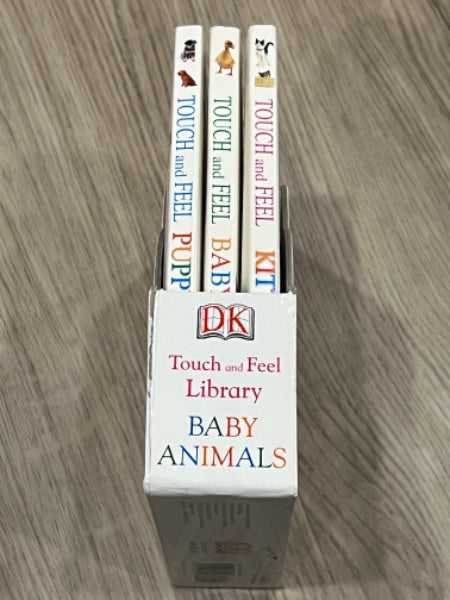 TOUCH and FEEL PUPP
TOUCH and FEEL BABY
TOUCH and FEEL KIT
DK
Touch and Feel
Library
BABY
ANIMALS